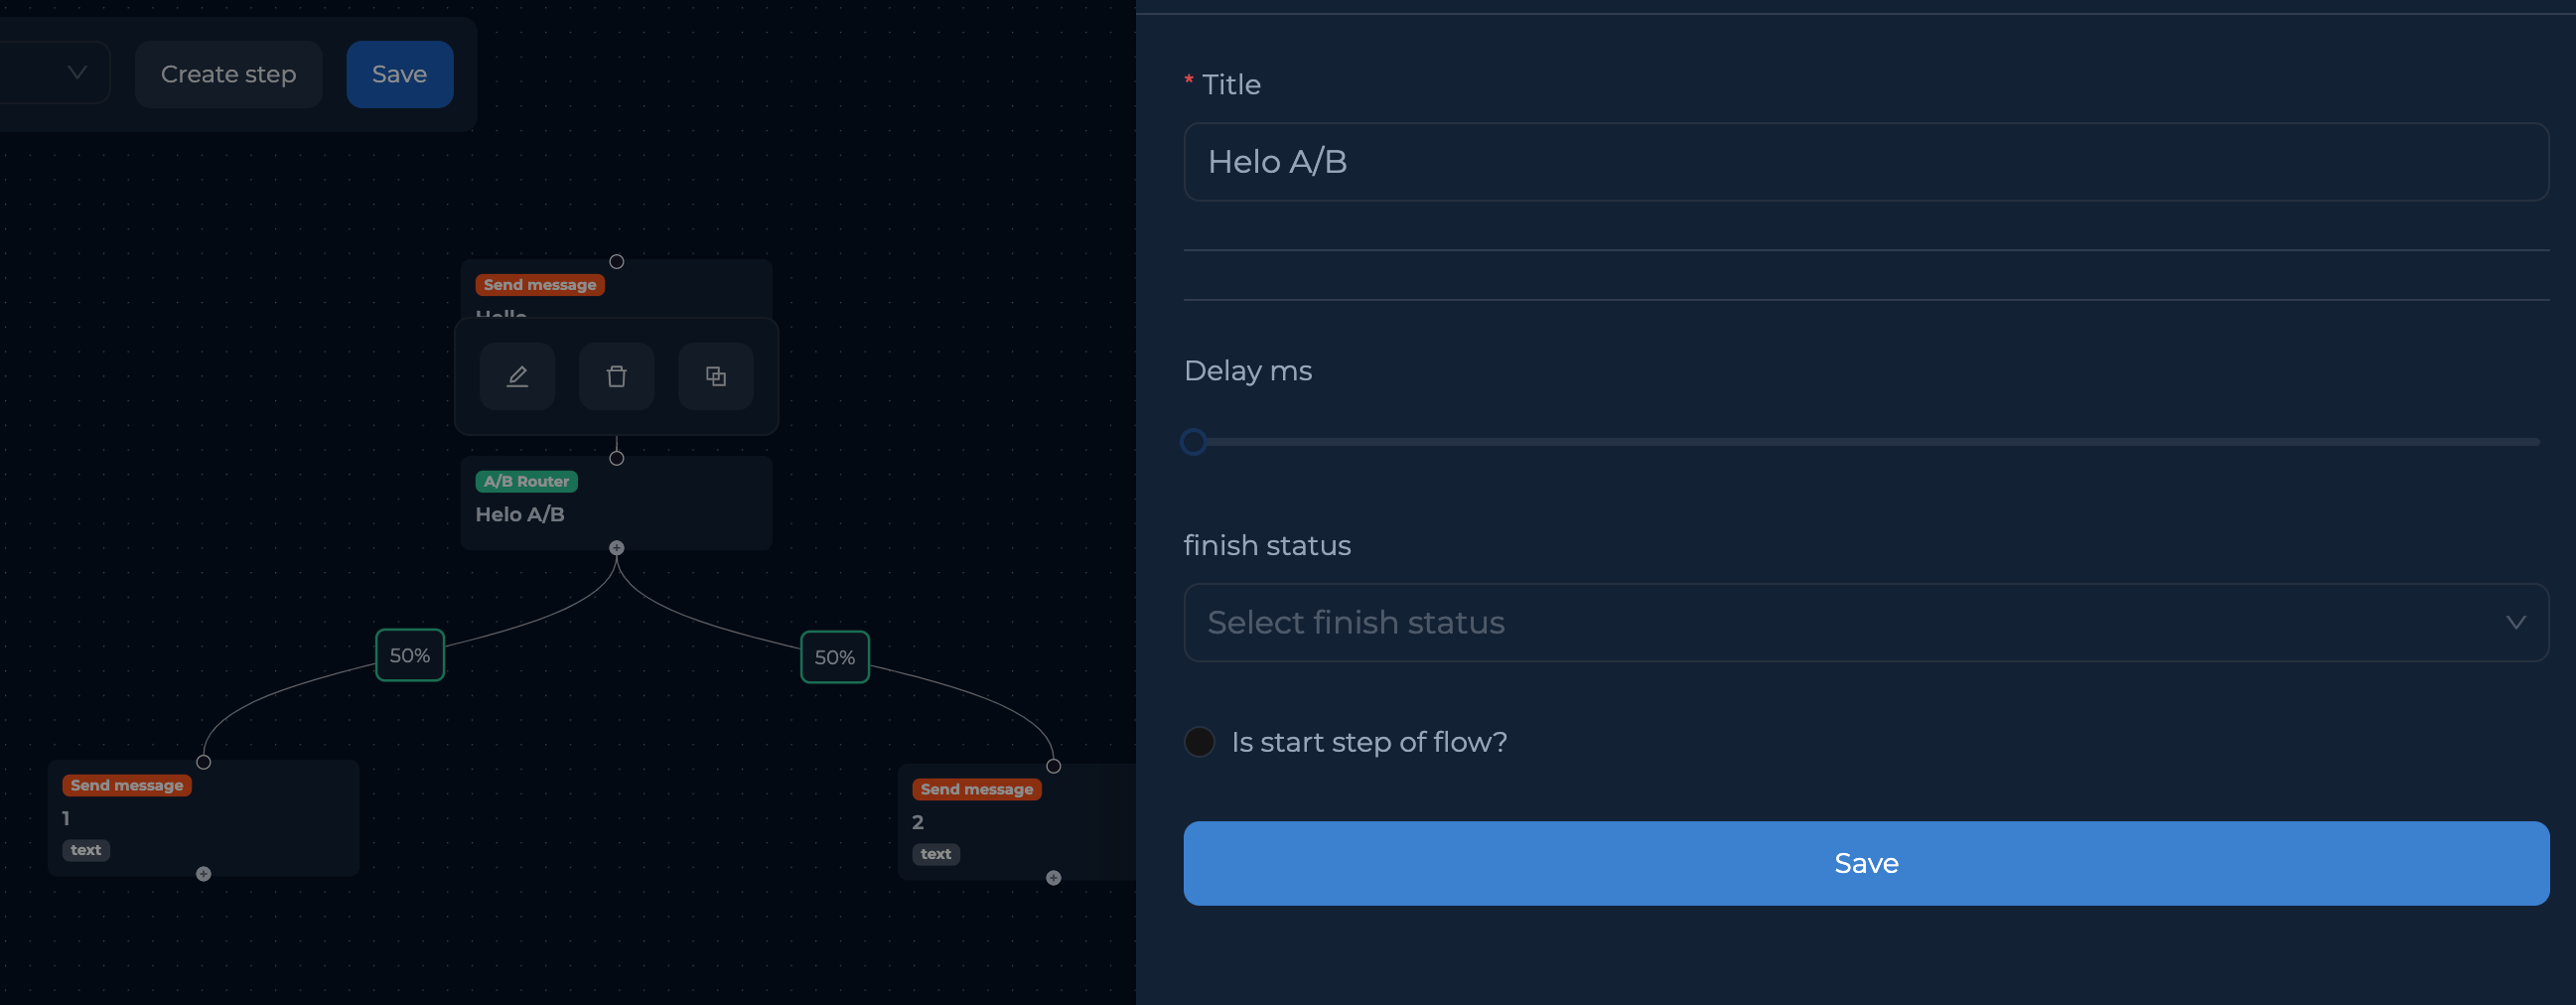 Create step
Save
Send message
Hello
A/B Router
Helo A/B
50%
50%
Send message
1
text
Send message
2
text
* Title
Helo A/B
Delay ms
finish status
Select finish status
Is start step of flow?
Save